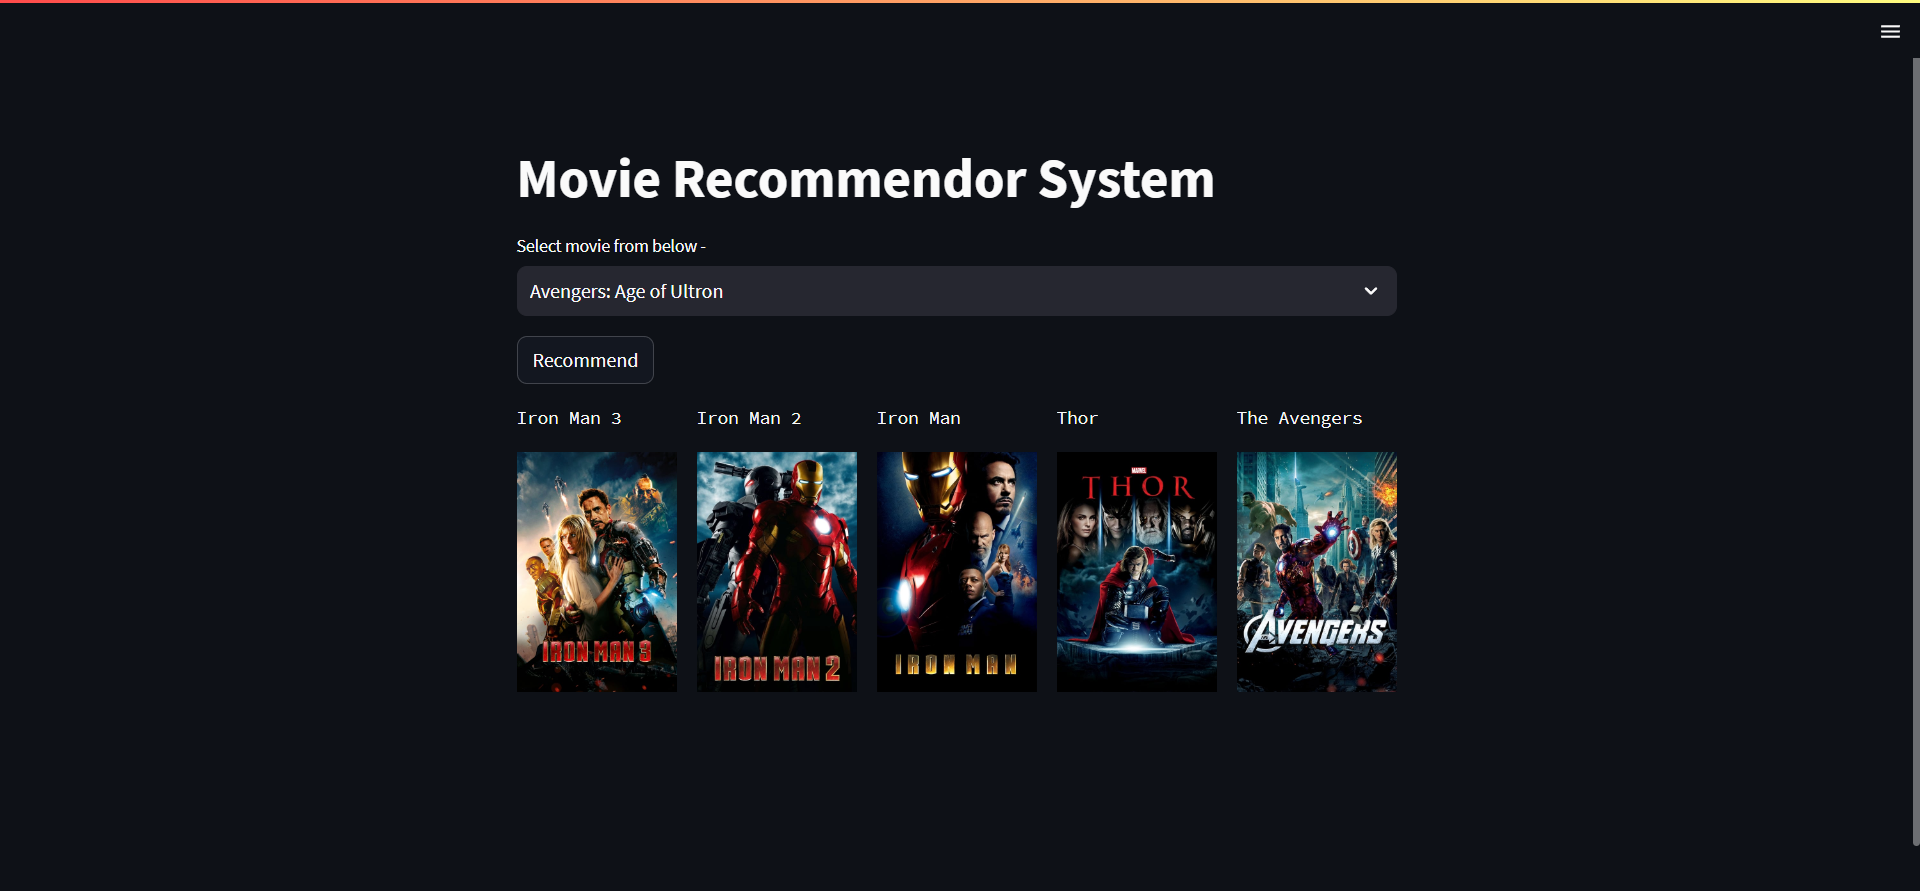 Movie Recommendor System
Select movie from below -
Avengers: Age of Ultron
Recommend
Iron Man 3
Iron Man 2
Iron Man
Thor
The Avengers
IRON MAN 3
IRON MAN 2
IRON MAN
MARVEL
THOR
AVENGERS